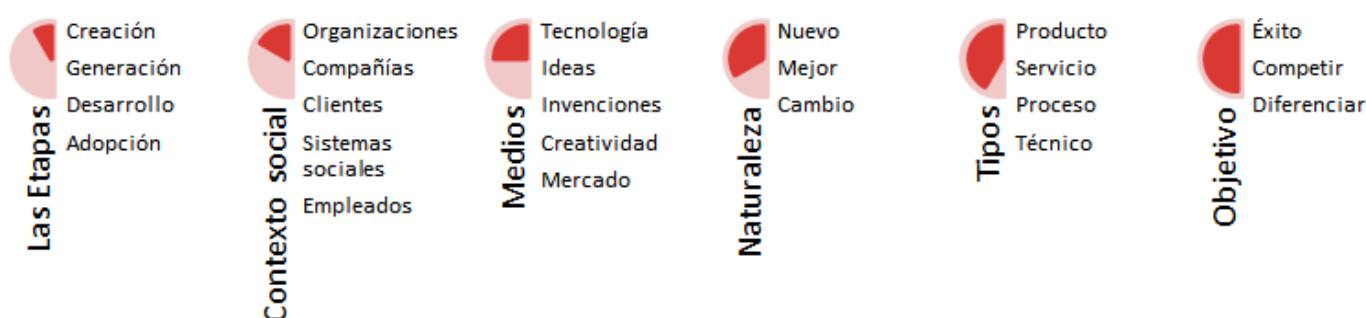 Las Etapas
Creación
Generación
Desarrollo
Adopción
Contexto social
Organizaciones
Compañías
Clientes
Sistemas
sociales
Empleados
Medios
Tecnología
Ideas
Invenciones
Creatividad
Mercado
Naturaleza
Nuevo
Mejor
Cambio
Tipos
Producto
Servicio
Proceso
Técnico
Objetivo
Éxito
Competir
Diferenciar